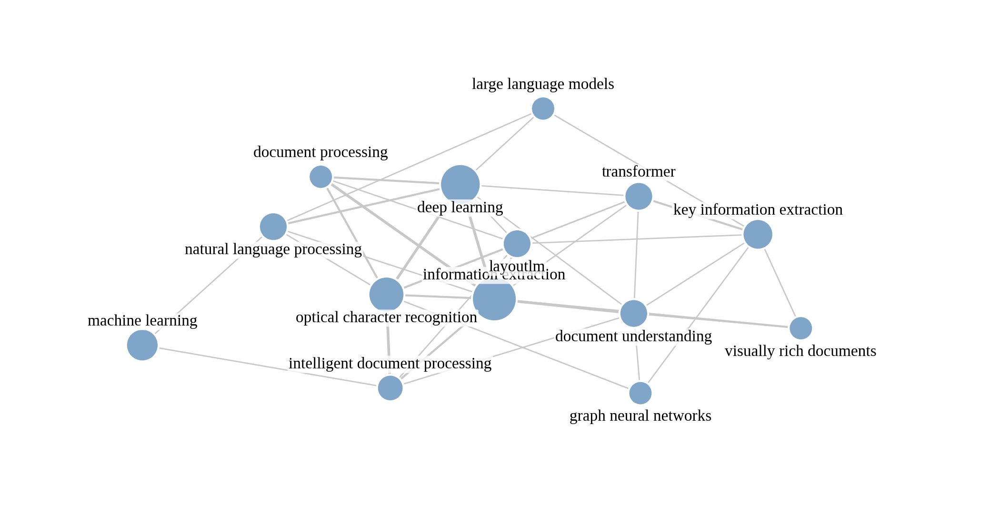 large language models
document processing
transformer
deep learning
key information extraction
natural language processing
layoutlm
information extraction
optical character recognition
machine learning
document understanding
visually rich documents
intelligent document processing
graph neural networks